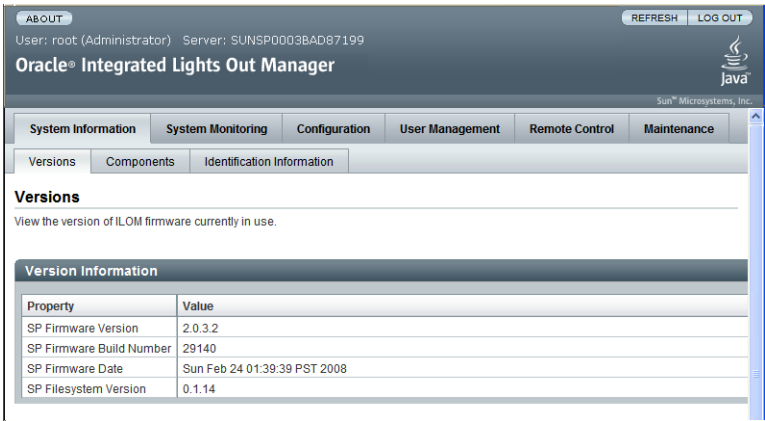 ABOUT
REFRESH LOG OUT
User: root (Administrator) Server: SUNSP0003BAD87199
Oracle® Integrated Lights Out Manager
Java™
Sun™ Microsystems, Inc.
System Information System Monitoring Configuration User Management Remote Control Maintenance
Versions Components Identification Information
Versions
View the version of ILOM firmware currently in use.
Version Information
Property Value
SP Firmware Version 2.0.3.2
SP Firmware Build Number 29140
SP Firmware Date Sun Feb 24 01:39:39 PST 2008
SP Filesystem Version 0.1.14